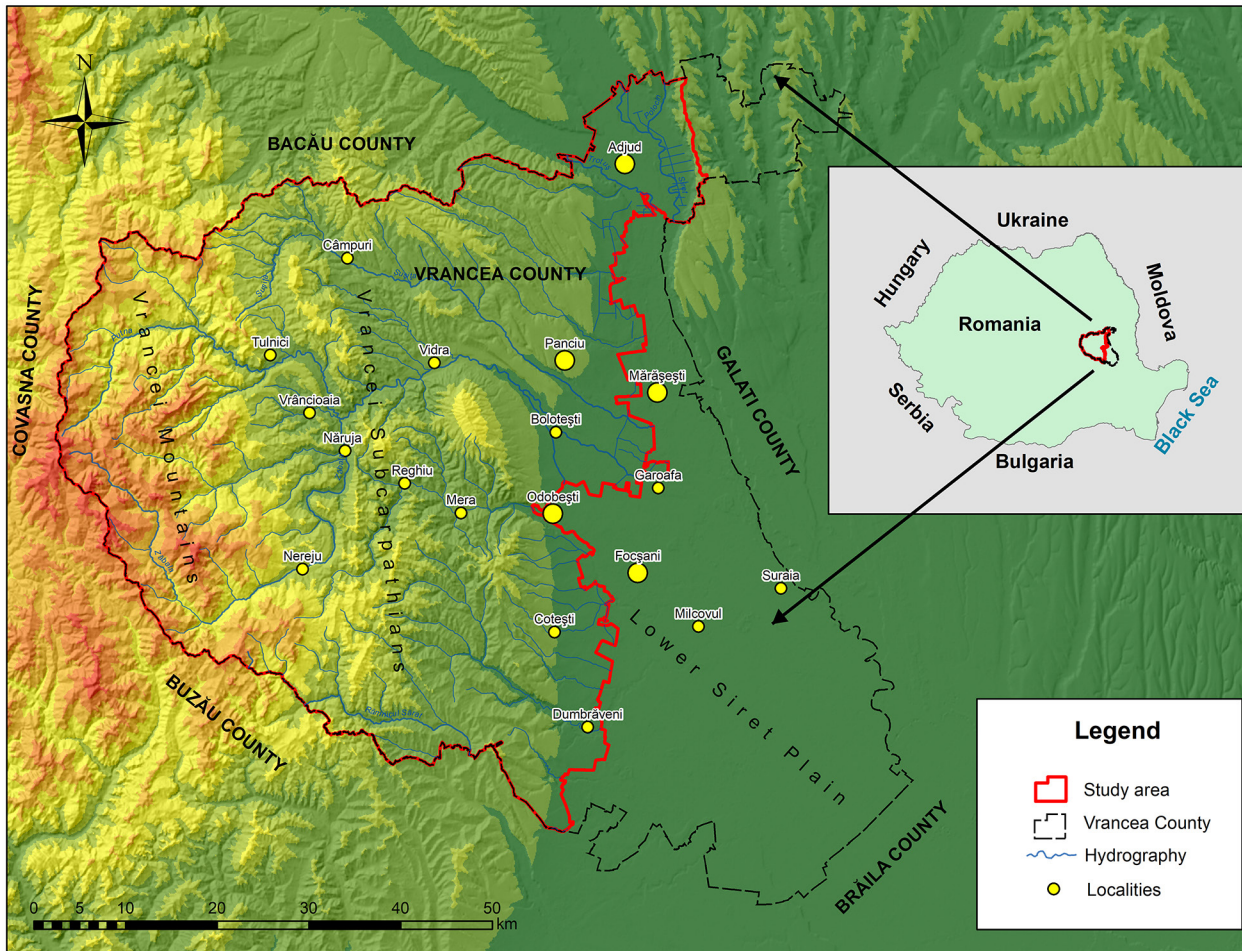 N
BACĂU COUNTY
Adjud
Câmpuri
VRANCEA COUNTY
COVASNA COUNTY
Vrancei Mountains
Vrancei Subcarpathians
Putna
Tulnici
Vidra
Panciu
Mărășești
GALATI COUNTY
Vrâncioaia
Năruja
Bolotești
Reghiu
Mera
Odobești
Garoafa
Nereju
Focșani
Suraia
Milcovul
Cotești
Lower Siret Plain
BUZĂU COUNTY
Dumbrăveni
BRĂILA COUNTY
0 5 10 20 30 40 50
km
Ukraine
Hungary
Moldova
Romania
Serbia
Black Sea
Bulgaria
Legend
Study area
Vrancea County
Hydrography
Localities